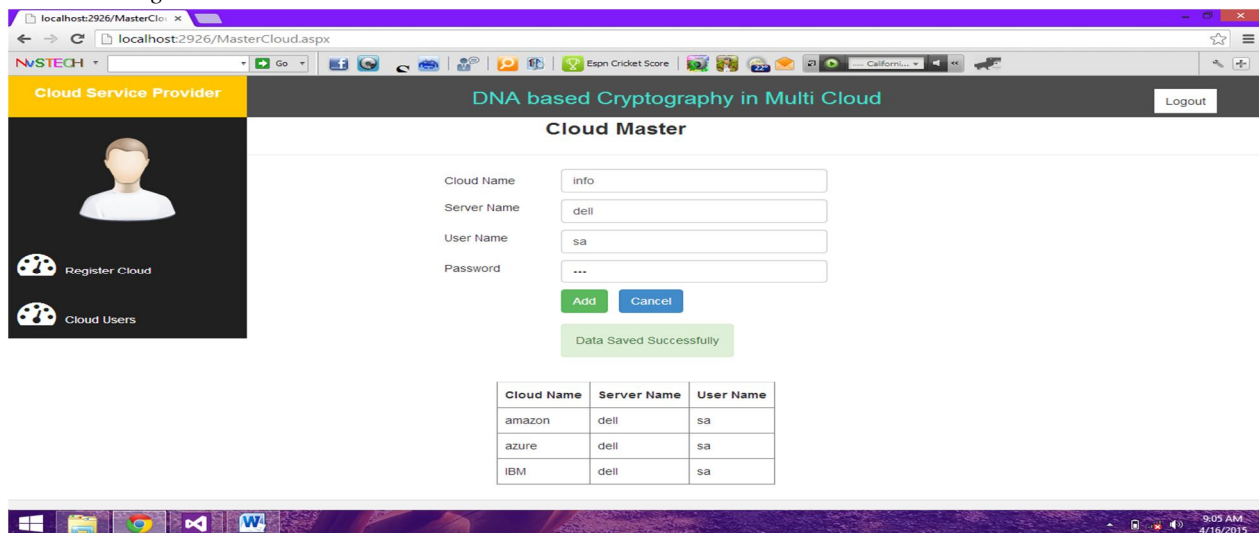 localhost:2926/MasterClo
localhost:2926/MasterCloud.aspx
NVSTECH Go Espn Cricket Score 22° Californi...
Cloud Service Provider DNA based Cryptography in Multi Cloud Logout
Cloud Master
Cloud Name info
Server Name dell
User Name sa
Password ...
Register Cloud
Add Cancel
Cloud Users
Data Saved Successfully
Cloud Name Server Name User Name
amazon dell sa
azure dell sa
IBM dell sa
9:05 AM
4/16/2015